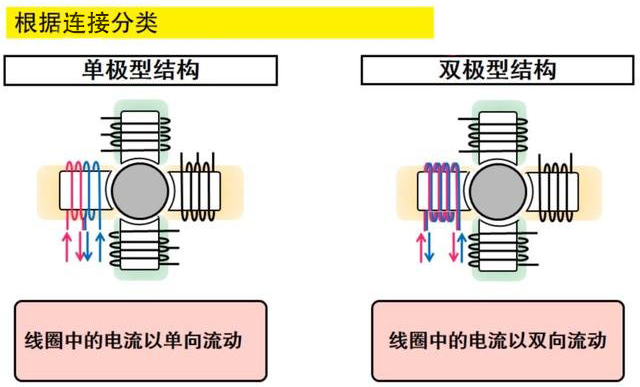 根据连接分类
单极型结构
双极型结构
线圈中的电流以单向流动
线圈中的电流以双向流动